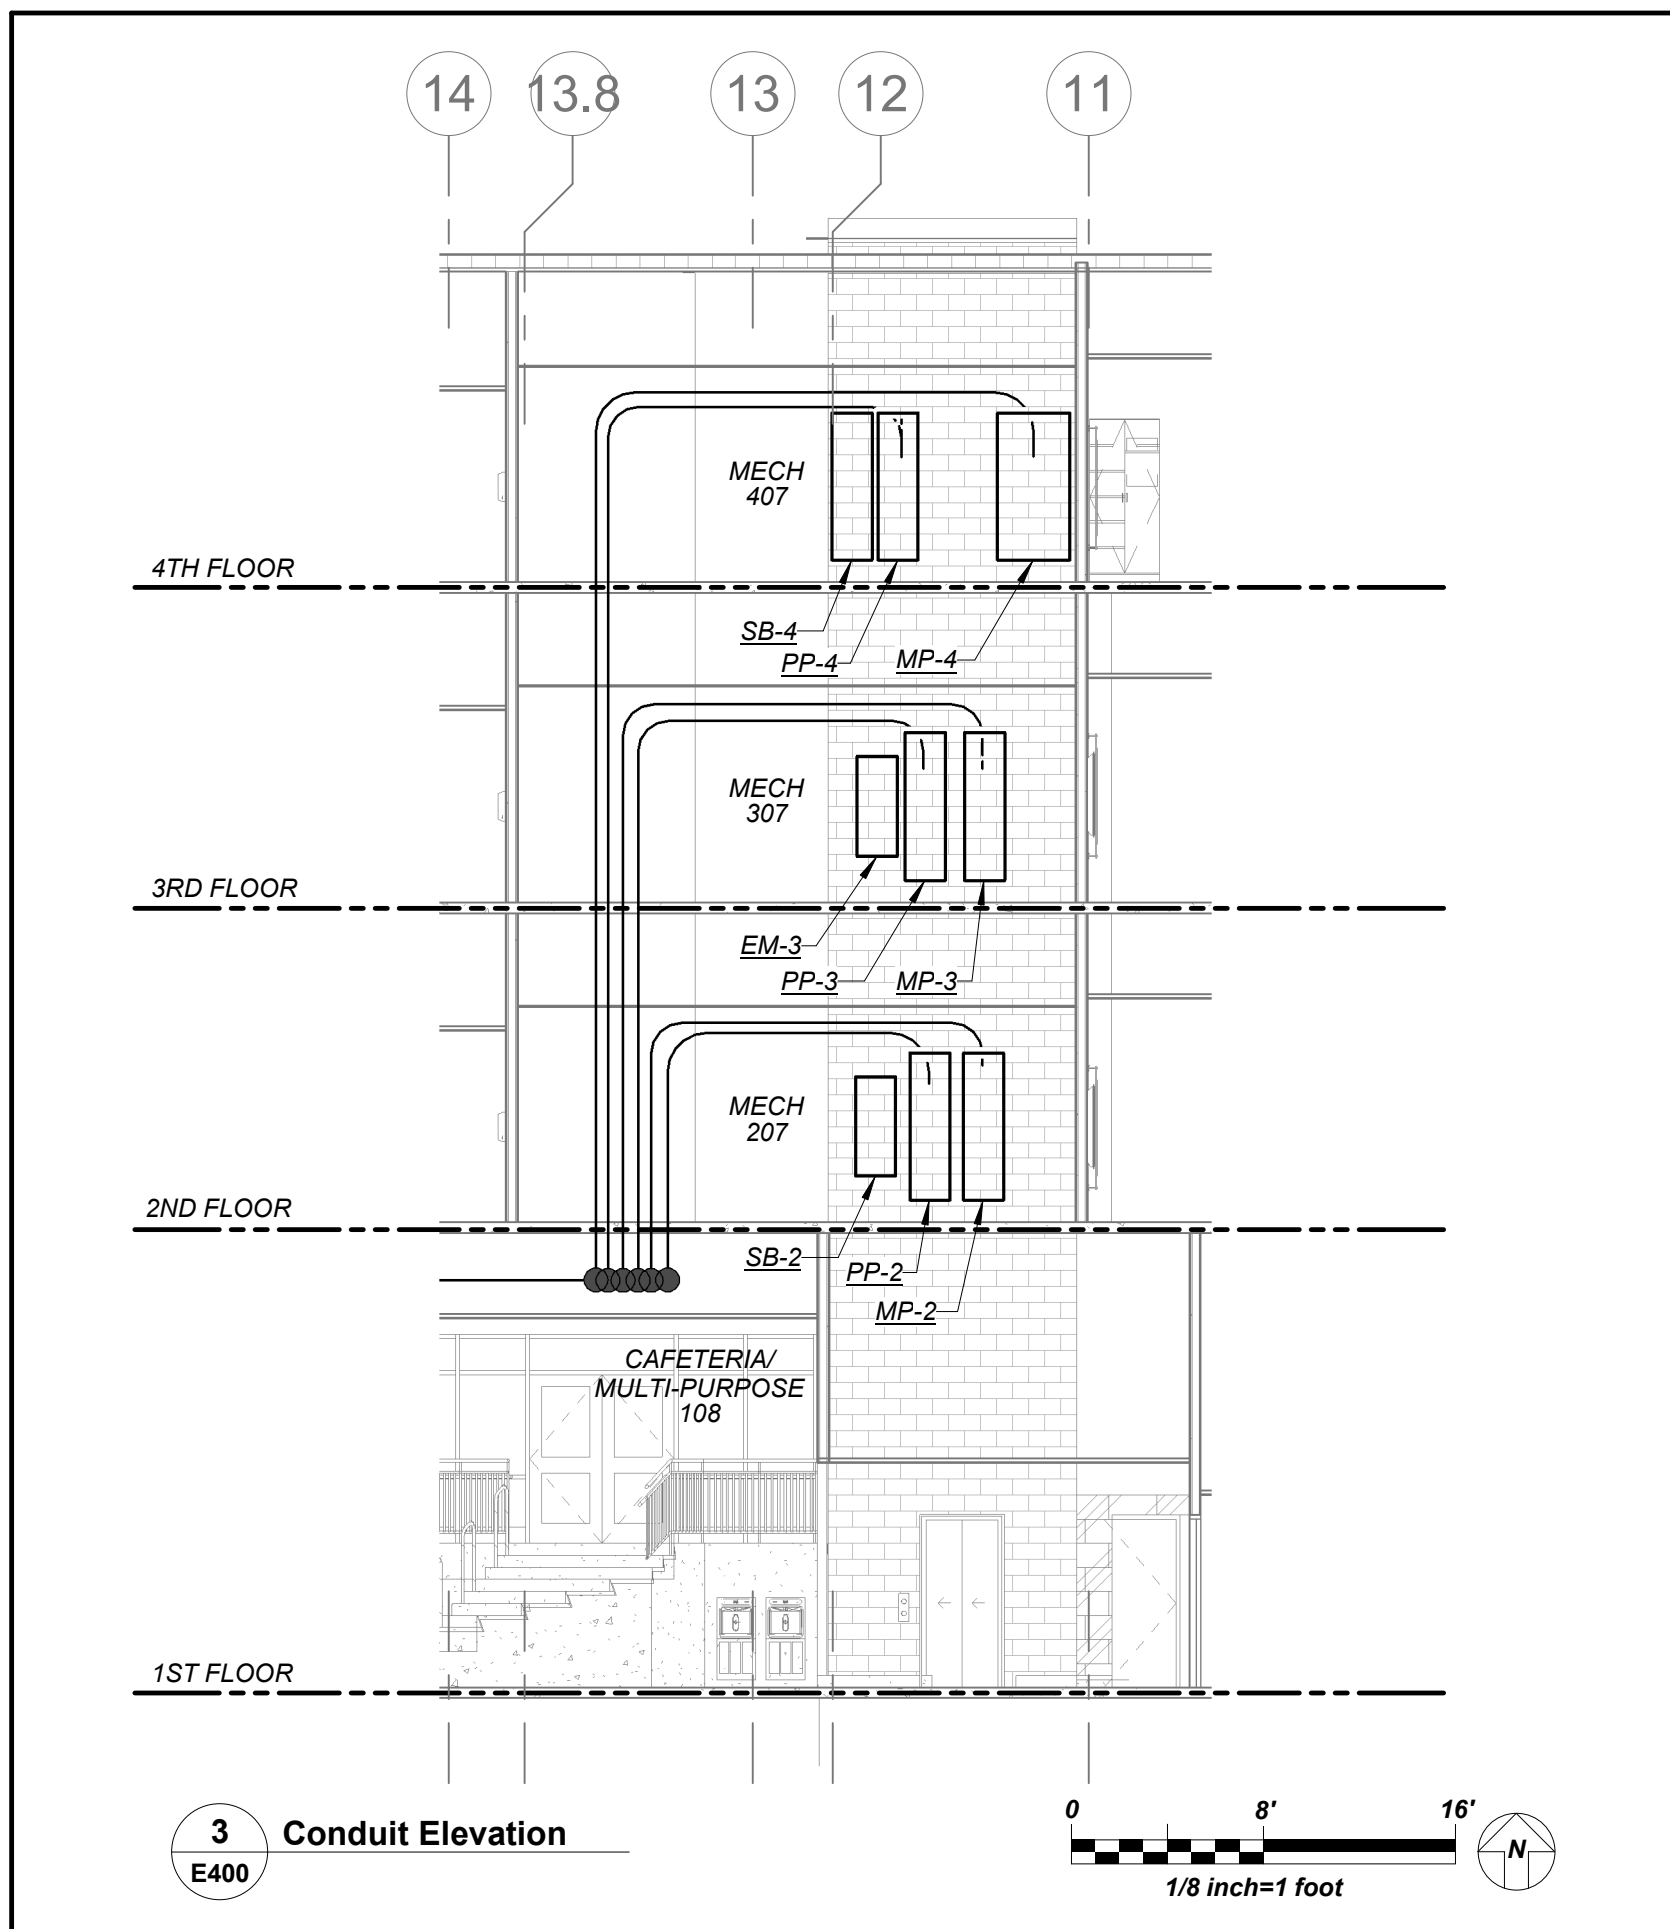 14
13.8
13
12
11
MECH
407
4TH FLOOR
SB-4
PP-4
MP-4
MECH
307
3RD FLOOR
EM-3
PP-3
MP-3
MECH
207
2ND FLOOR
SB-2
PP-2
MP-2
CAFETERIA/
MULTI-PURPOSE
108
1ST FLOOR
3
E400
Conduit Elevation
0
8'
16'
1/8 inch=1 foot
N